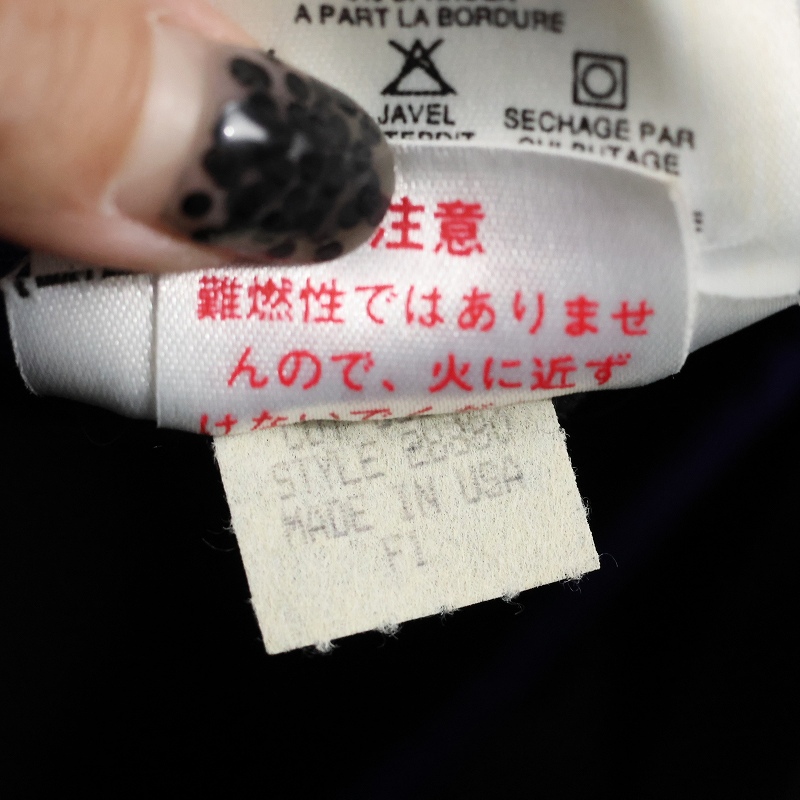 A PART LA BORDURE
JAVEL
SECHAGE PAR
注意
難燃性ではありませ
んので、火に近ず
STYLE
MADE IN USA
FI